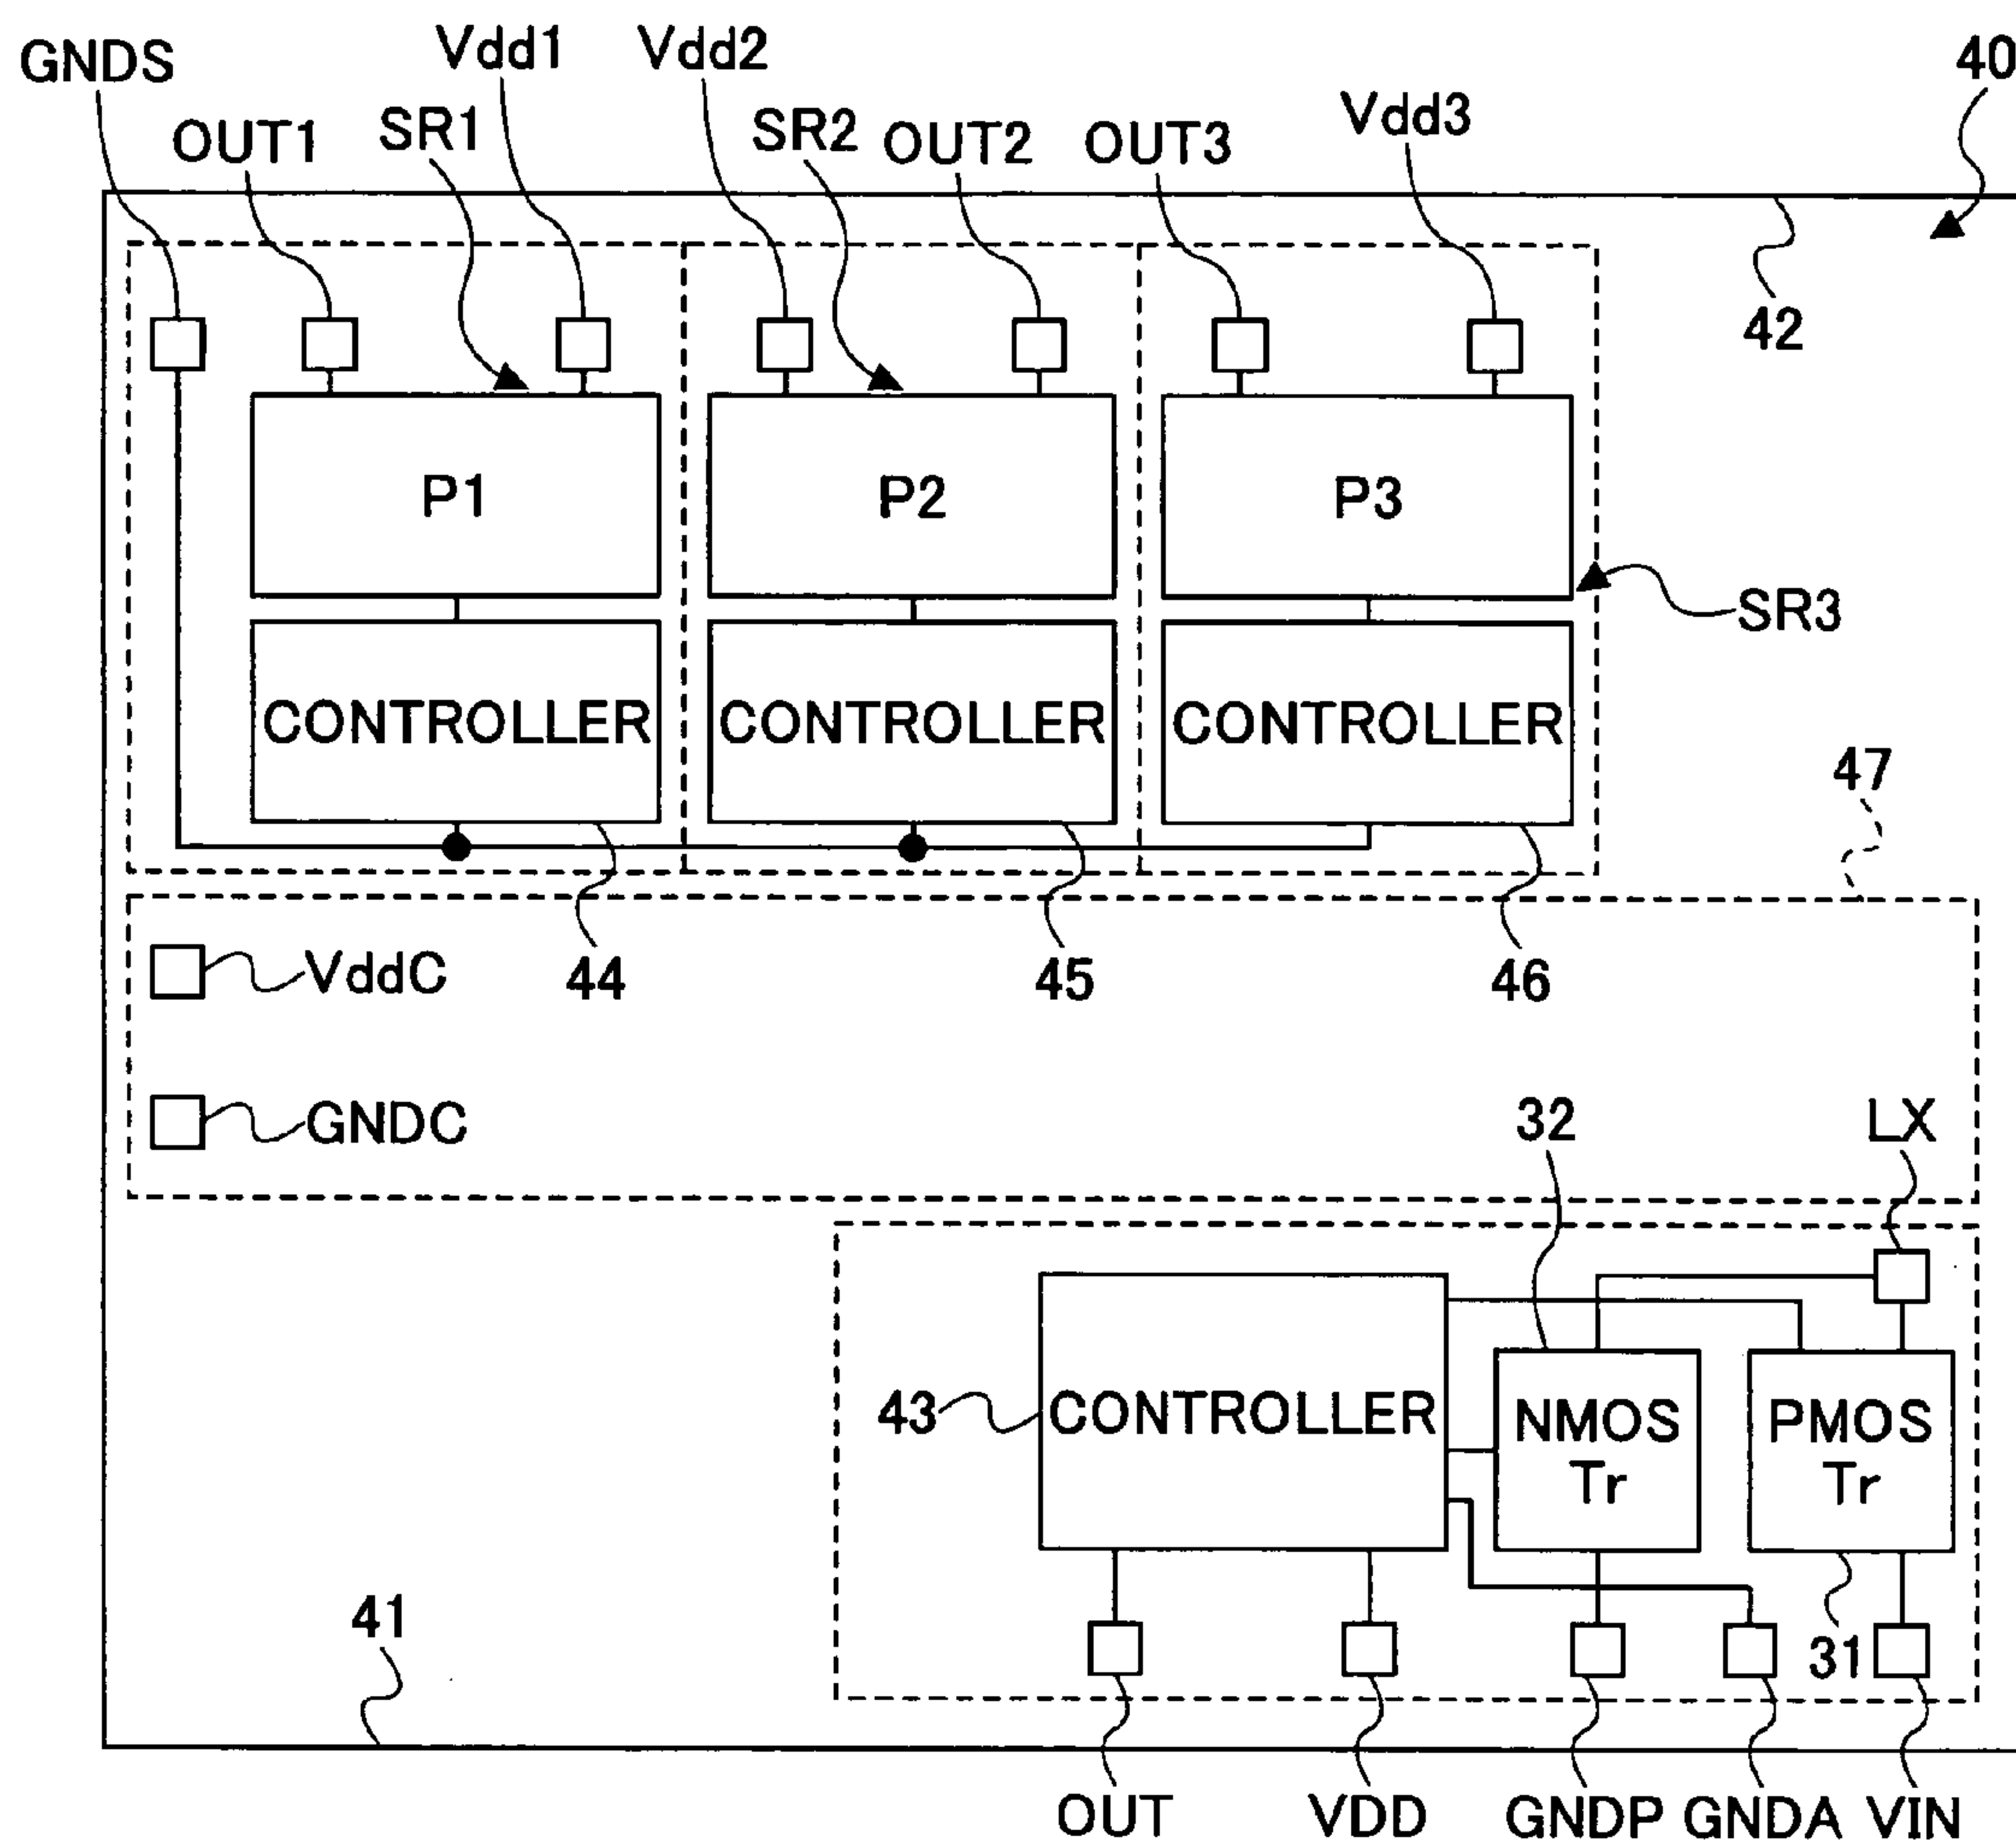 GNDS
Vdd1
Vdd2
40
OUT1
SR1
SR2
OUT2
OUT3
Vdd3
42
P1
P2
P3
SR3
CONTROLLER
CONTROLLER
CONTROLLER
47
VddC
44
45
46
GNDC
32
LX
43
CONTROLLER
NMOS
Tr
PMOS
Tr
41
31
OUT
VDD
GNDP
GNDA
VIN